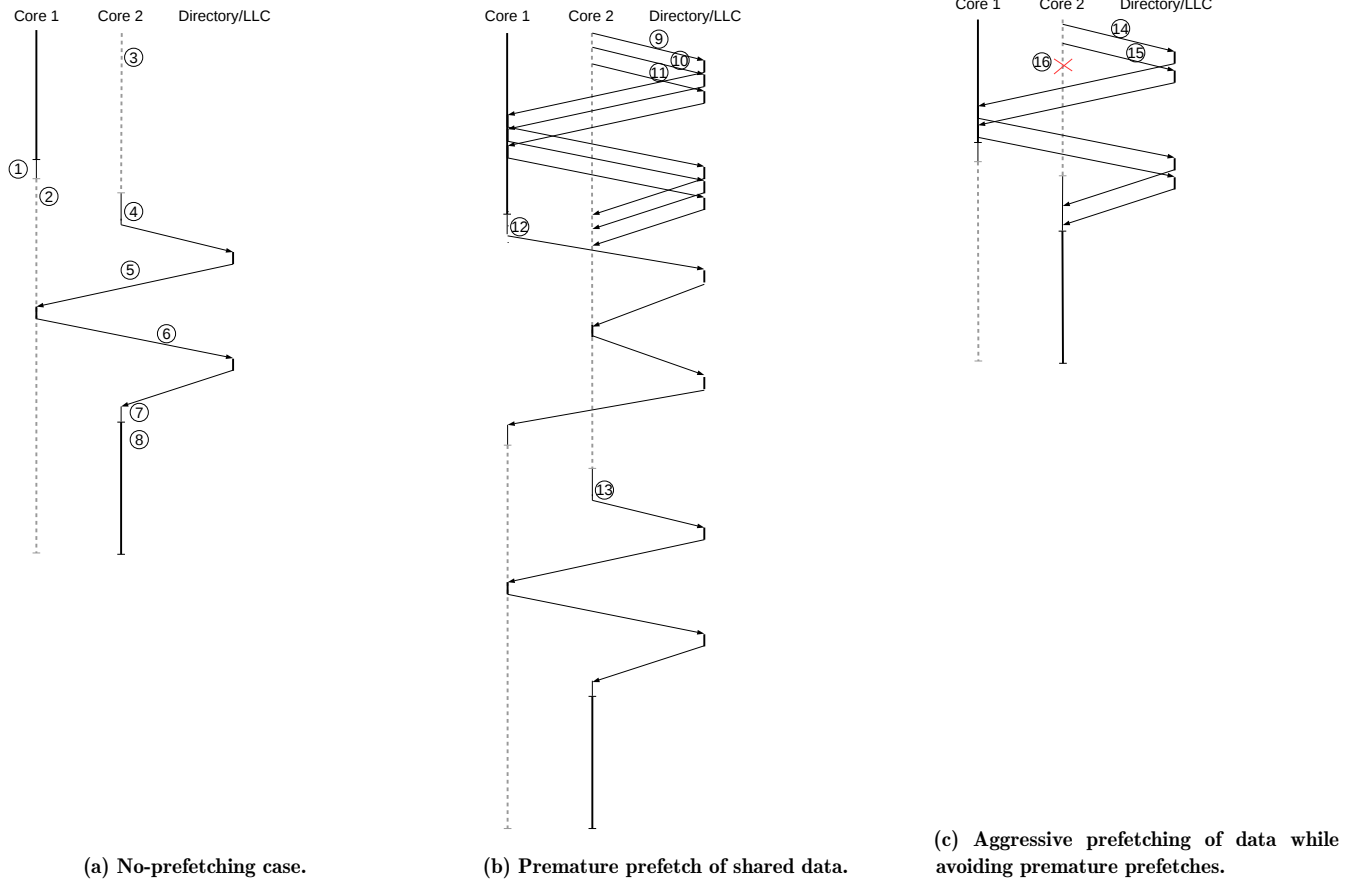 Core 1 Core 2 Directory/LLC
①
②
③
④
⑤
⑥
⑦
⑧
(a) No-prefetching case.
Core 1 Core 2 Directory/LLC
⑨
⑩
⑪
⑫
⑬
(b) Premature prefetch of shared data.
Core 1 Core 2 Directory/LLC
⑭
⑮
⑯
(c) Aggressive prefetching of data while
avoiding premature prefetches.